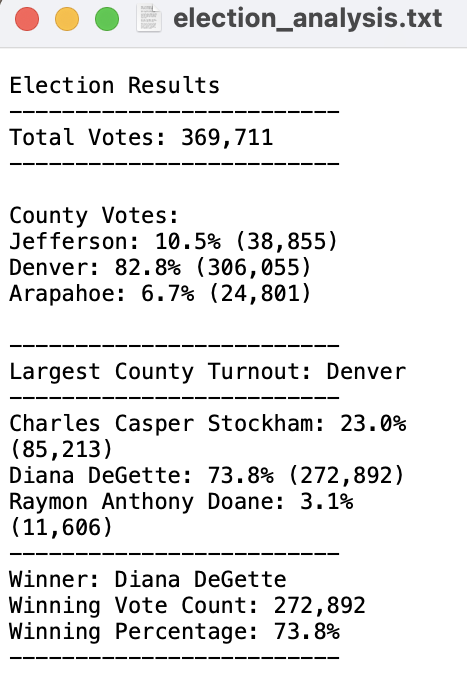 election_analysis.txt
Election Results
-------------------------
Total Votes: 369,711
-------------------------
County Votes:
Jefferson: 10.5% (38,855)
Denver: 82.8% (306,055)
Arapahoe: 6.7% (24,801)
-------------------------
Largest County Turnout: Denver
-------------------------
Charles Casper Stockham: 23.0%
(85,213)
Diana DeGette: 73.8% (272,892)
Raymon Anthony Doane: 3.1%
(11,606)
-------------------------
Winner: Diana DeGette
Winning Vote Count: 272,892
Winning Percentage: 73.8%
-------------------------